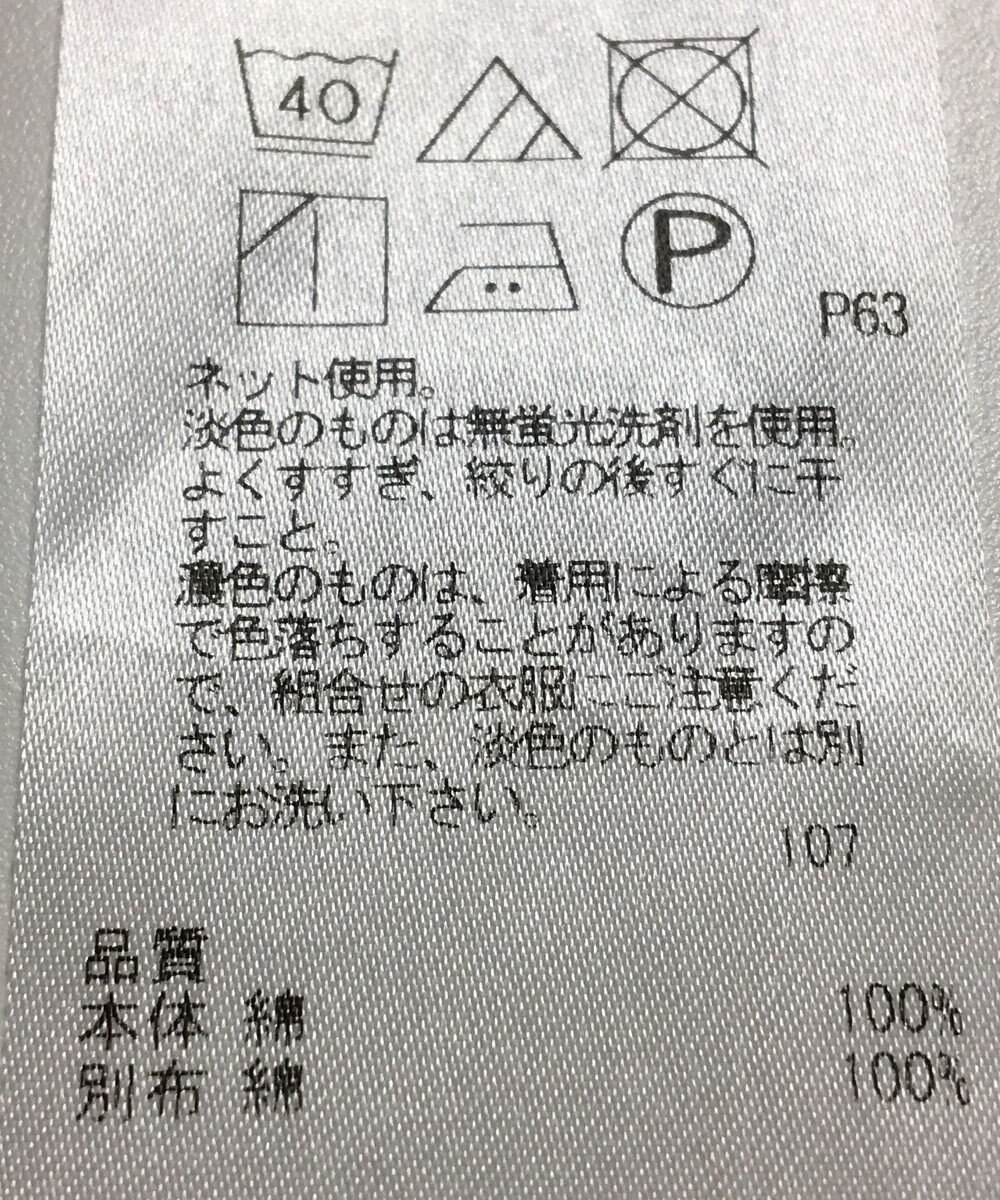 40
P
P63
ネット使用。
淡色のものは無蛍光洗剤を使用。
よくすすぎ、絞りの後すぐに干
すこと。
濃色のものは、着用による摩擦
で色落ちすることがありますの
で、組合せの衣服にご注意くだ
さい。また、淡色のものとは別
にお洗い下さい。
107
品質
本体 綿 100%
別布 綿 100%